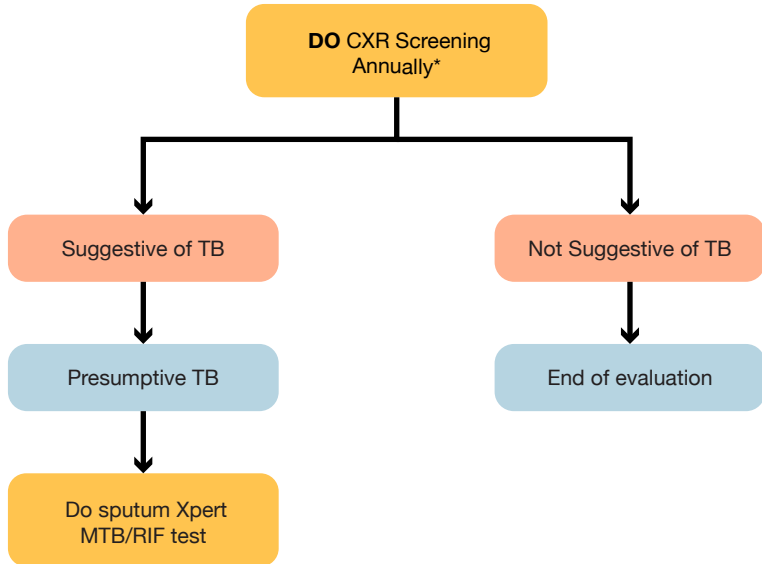 DO CXR Screening
Annually*
Suggestive of TB
Not Suggestive of TB
Presumptive TB
End of evaluation
Do sputum Xpert
MTB/RIF test